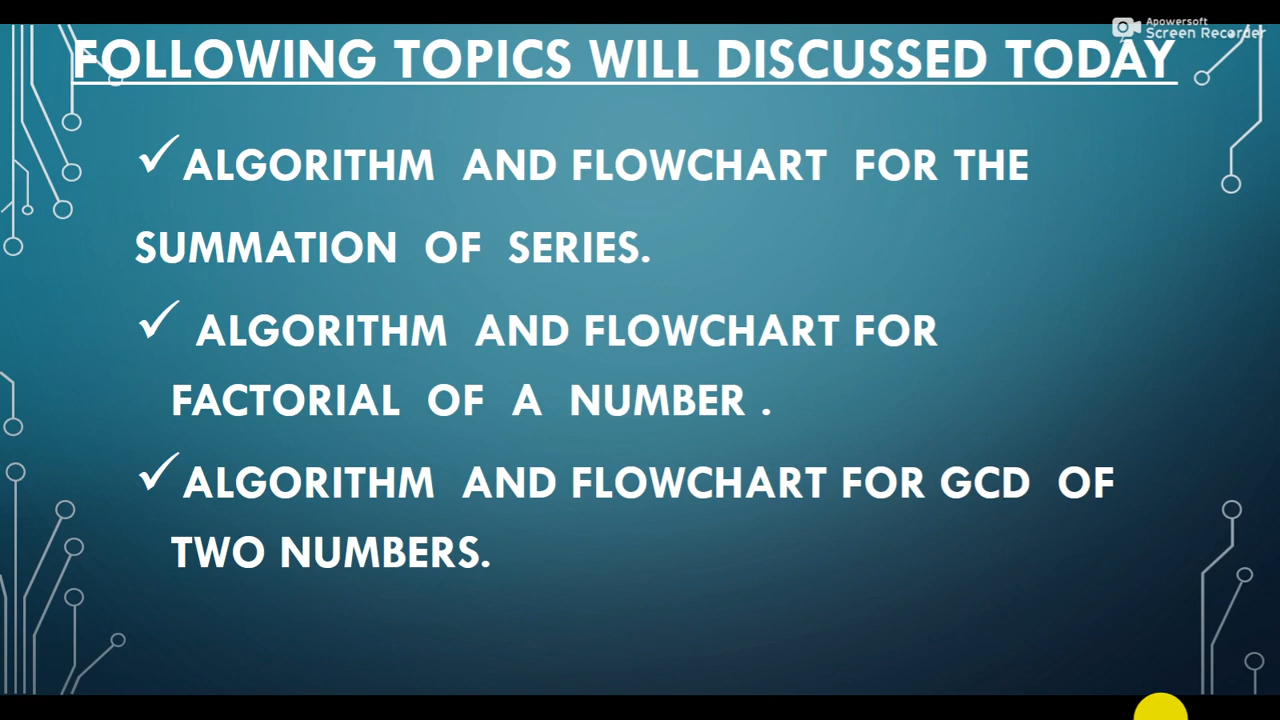 Apowersoft
Screen Recorder
FOLLOWING TOPICS WILL DISCUSSED TODAY
✓ALGORITHM AND FLOWCHART FOR THE
SUMMATION OF SERIES.
✓ ALGORITHM AND FLOWCHART FOR
FACTORIAL OF A NUMBER .
✓ALGORITHM AND FLOWCHART FOR GCD OF
TWO NUMBERS.